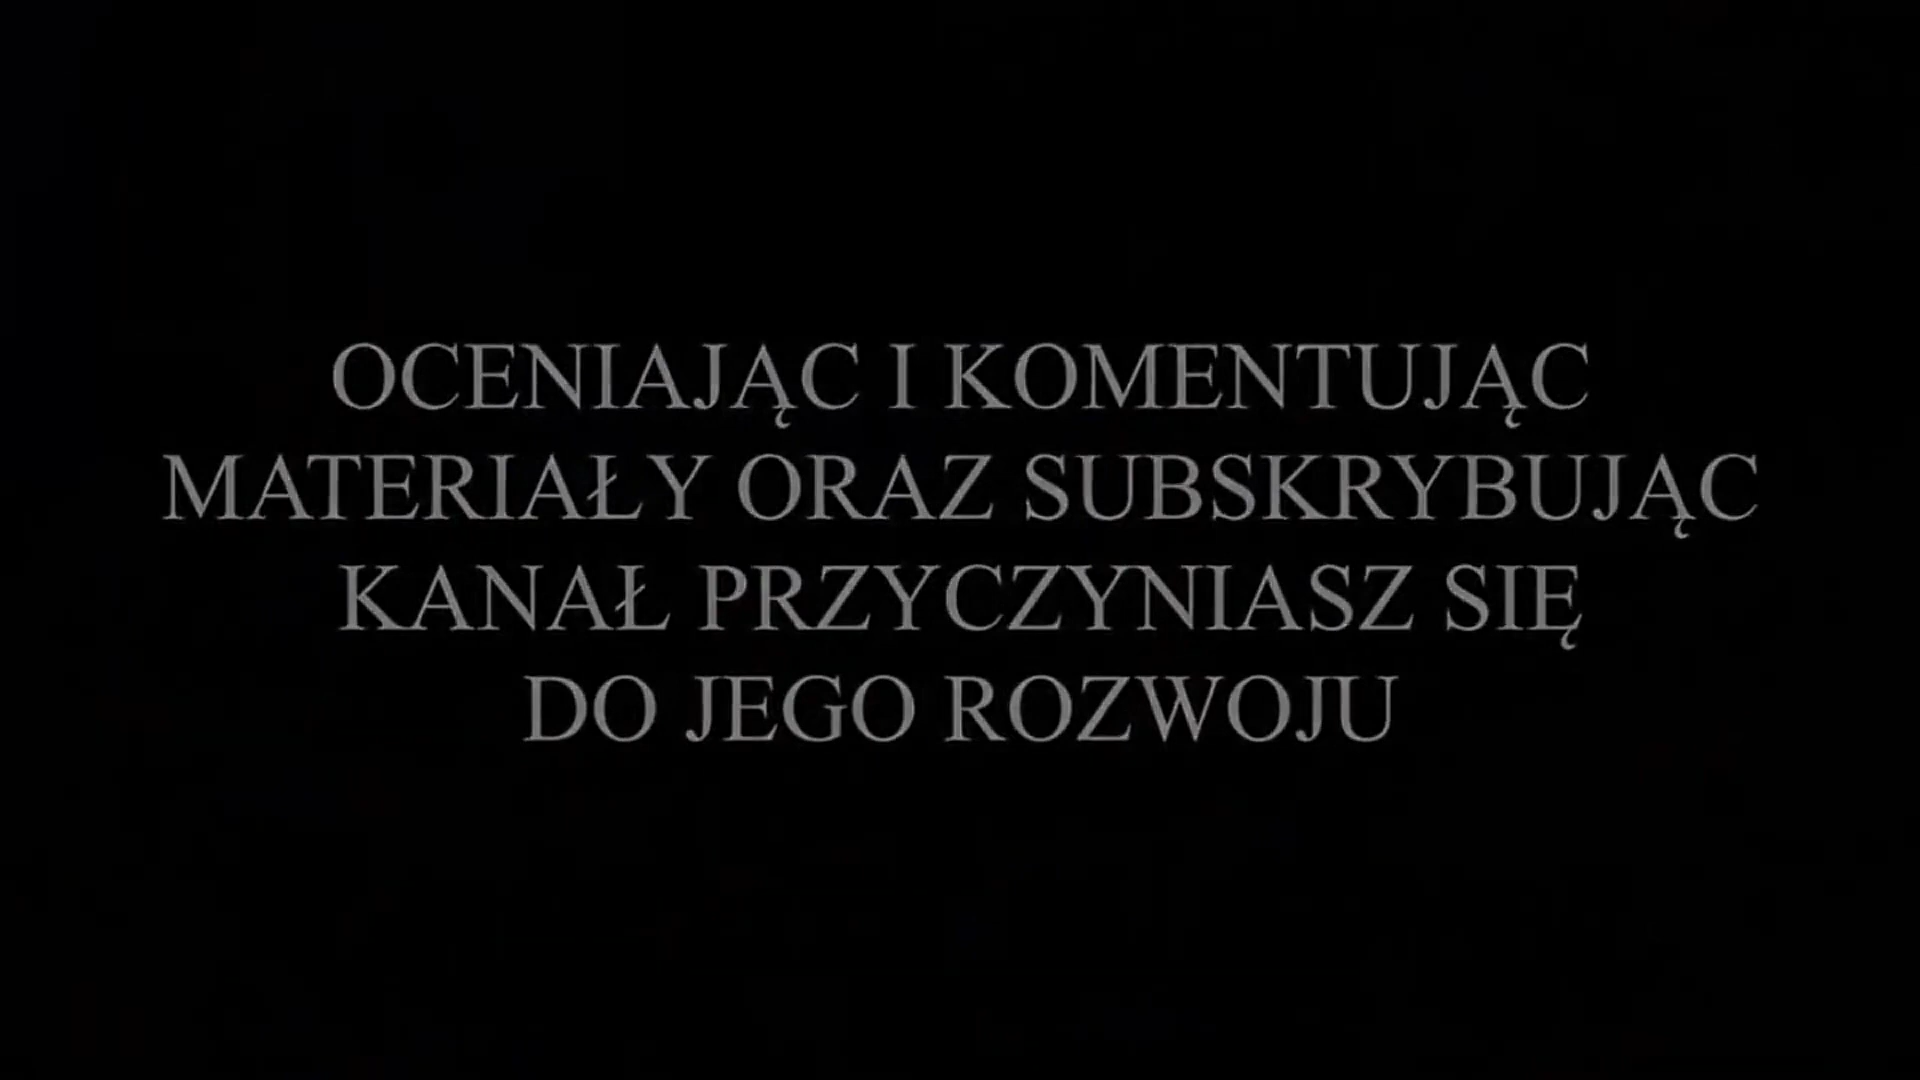 OCENIAJĄC I KOMENTUJĄC
MATERIAŁY ORAZ SUBSKRYBUJĄC
KANAŁ PRZYCZYNIASZ SIĘ
DO JEGO ROZWOJU